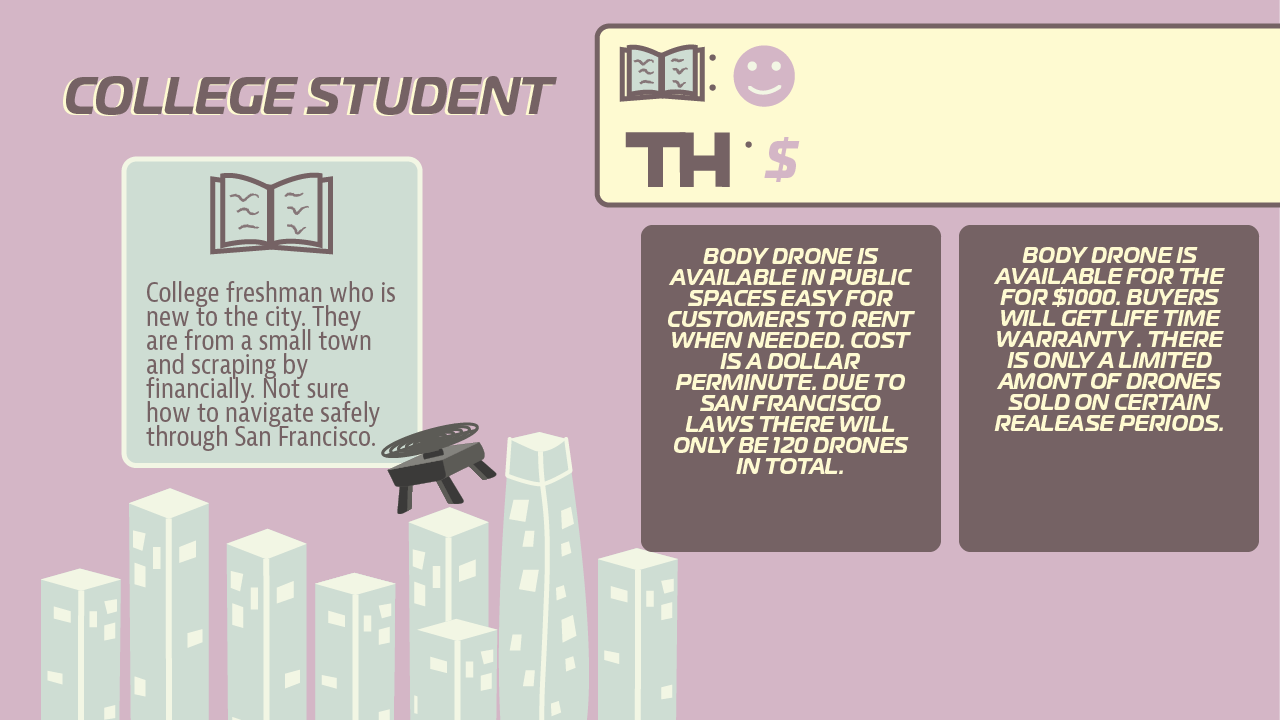 COLLEGE STUDENT
College freshman who is
new to the city. They
are from a small town
and scraping by
financially. Not sure
how to navigate safely
through San Francisco.
:
TH : $
BODY DRONE IS
AVAILABLE IN PUBLIC
SPACES EASY FOR
CUSTOMERS TO RENT
WHEN NEEDED. COST
IS A DOLLAR
PERMINUTE. DUE TO
SAN FRANCISCO
LAWS THERE WILL
ONLY BE 120 DRONES
IN TOTAL.
BODY DRONE IS
AVAILABLE FOR THE
FOR $1000. BUYERS
WILL GET LIFE TIME
WARRANTY . THERE
IS ONLY A LIMITED
AMONT OF DRONES
SOLD ON CERTAIN
REALEASE PERIODS.